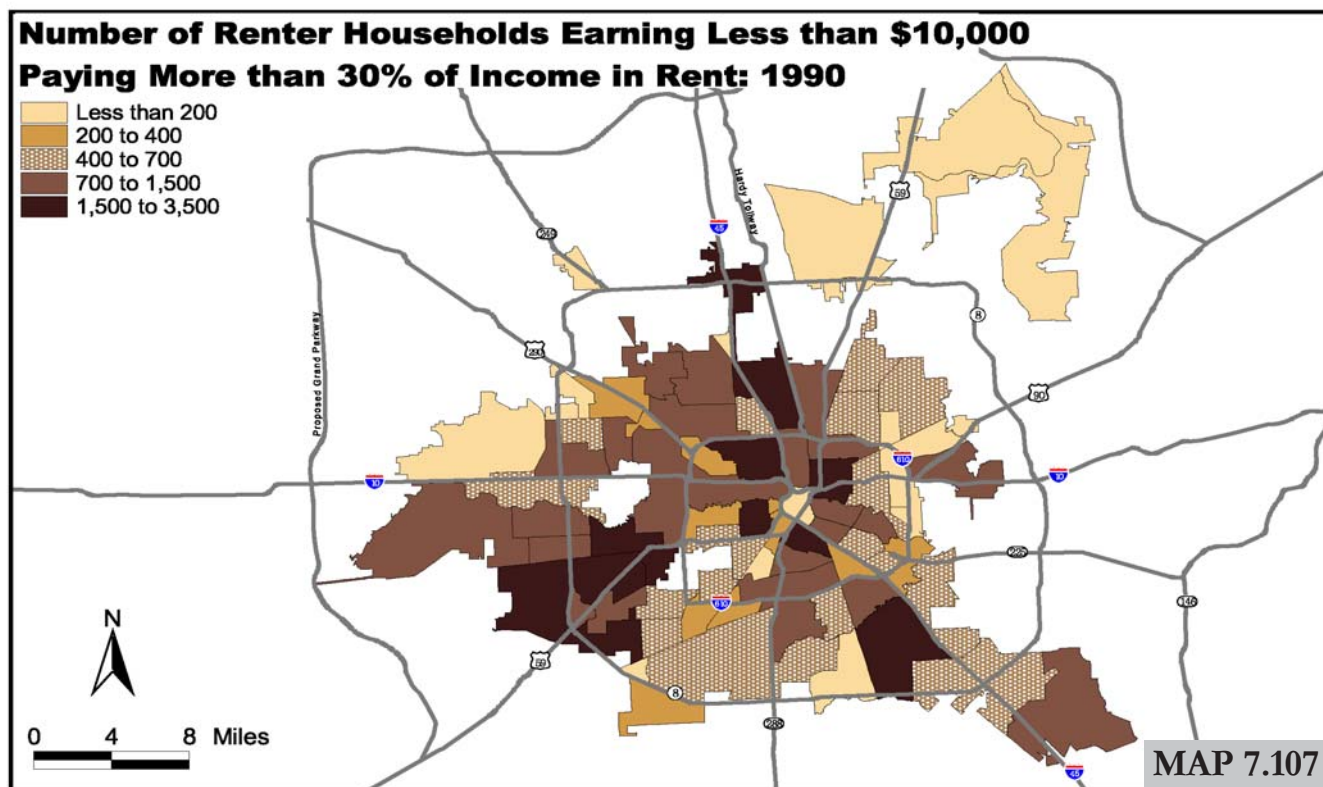 Number of Renter Households Earning Less than $10,000
Paying More than 30% of Income in Rent: 1990
Less than 200
200 to 400
400 to 700
700 to 1,500
1,500 to 3,500
Hardy Tollway
59
45
249
8
290
Proposed Grand Parkway
90
610
10
10
225
146
610
N
59
8
288
0 4 8 Miles
45
MAP 7.107